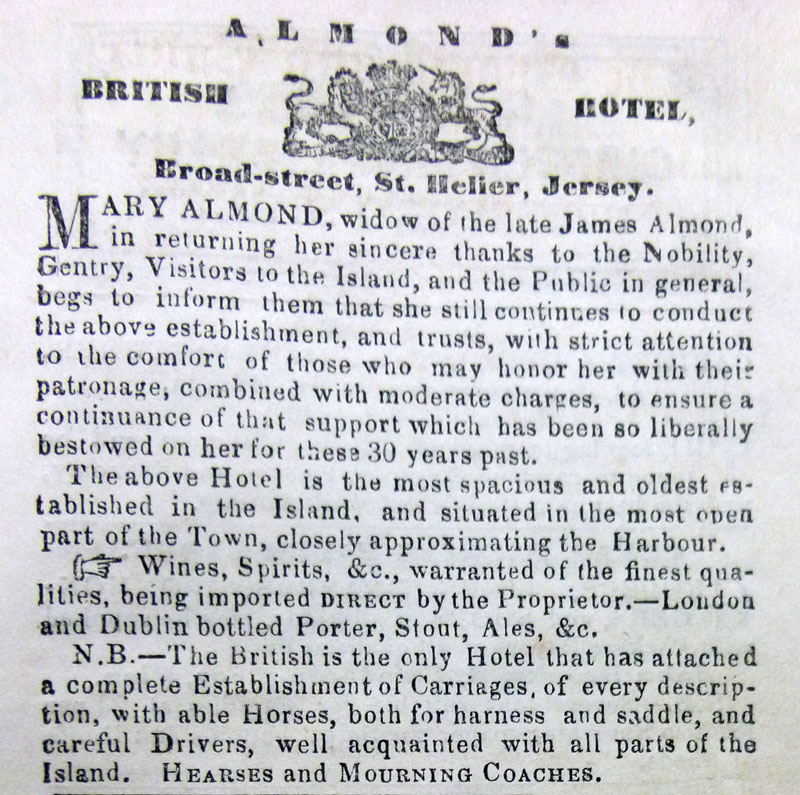 ALMOND's
BRITISH HOTEL,
Broad-street, St. Helier, Jersey.
MARY ALMOND, widow of the late James Almond,
in returning her sincere thanks to the Nobility,
Gentry, Visitors to the Island, and the Public in general,
begs to inform them that she still continues to conduct
the above establishment, and trusts, with strict attention
to the comfort of those who may honor her with their
patronage, combined with moderate charges, to ensure a
continuance of that support which has been so liberally
bestowed on her for these 30 years past.
The above Hotel is the most spacious and oldest es-
tablished in the Island, and situated in the most open
part of the Town, closely approximating the Harbour.
☞ Wines, Spirits, &c., warranted of the finest qua-
lities, being imported DIRECT by the Proprietor.—London
and Dublin bottled Porter, Stout, Ales, &c.
N.B.—The British is the only Hotel that has attached
a complete Establishment of Carriages, of every descrip-
tion, with able Horses, both for harness and saddle, and
careful Drivers, well acquainted with all parts of the
Island. HEARSES and MOURNING COACHES.